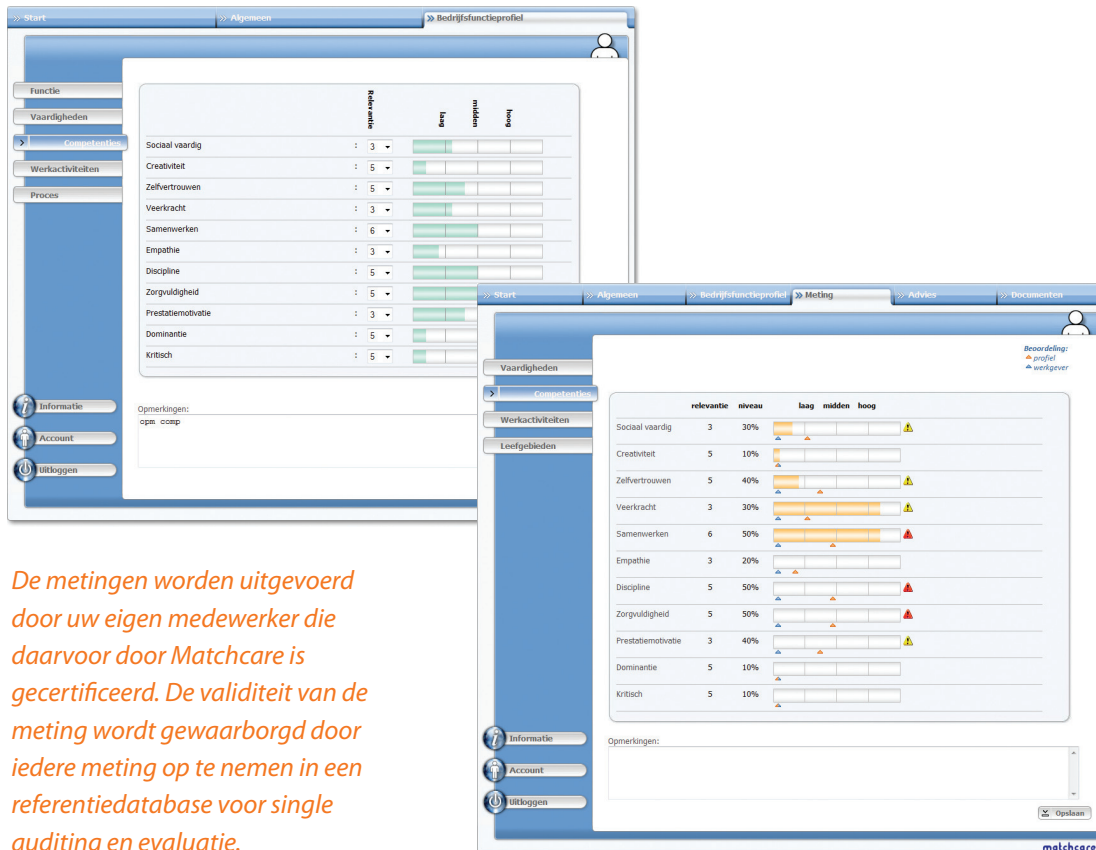 >> Start >> Algemeen >> Bedrijfsfunctieprofiel
Functie
Vaardigheden
> Competenties
Werkactiviteiten
Proces
Informatie
Account
Uitloggen
Relevantie laag midden hoog
Sociaal vaardig : 3
Creativiteit : 5
Zelfvertrouwen : 5
Veerkracht : 3
Samenwerken : 6
Empathie : 3
Discipline : 5
Zorgvuldigheid : 5
Prestatiemotivatie : 3
Dominantie : 5
Kritisch : 5
Opmerkingen:
opm comp
>> Start >> Algemeen >> Bedrijfsfunctieprofiel >> Meting >> Advies >> Documenten
Vaardigheden
> Competenties
Werkactiviteiten
Leefgebieden
Informatie
Account
Uitloggen
Beoordeling:
profiel
werkgever
relevantie niveau laag midden hoog
Sociaal vaardig 3 30%
Creativiteit 5 10%
Zelfvertrouwen 5 40%
Veerkracht 3 30%
Samenwerken 6 50%
Empathie 3 20%
Discipline 5 50%
Zorgvuldigheid 5 50%
Prestatiemotivatie 3 40%
Dominantie 5 10%
Kritisch 5 10%
Opmerkingen:
Opslaan
matchcare
De metingen worden uitgevoerd
door uw eigen medewerker die
daarvoor door Matchcare is
gecertificeerd. De validiteit van de
meting wordt gewaarborgd door
iedere meting op te nemen in een
referentiedatabase voor single
auditing en evaluatie.